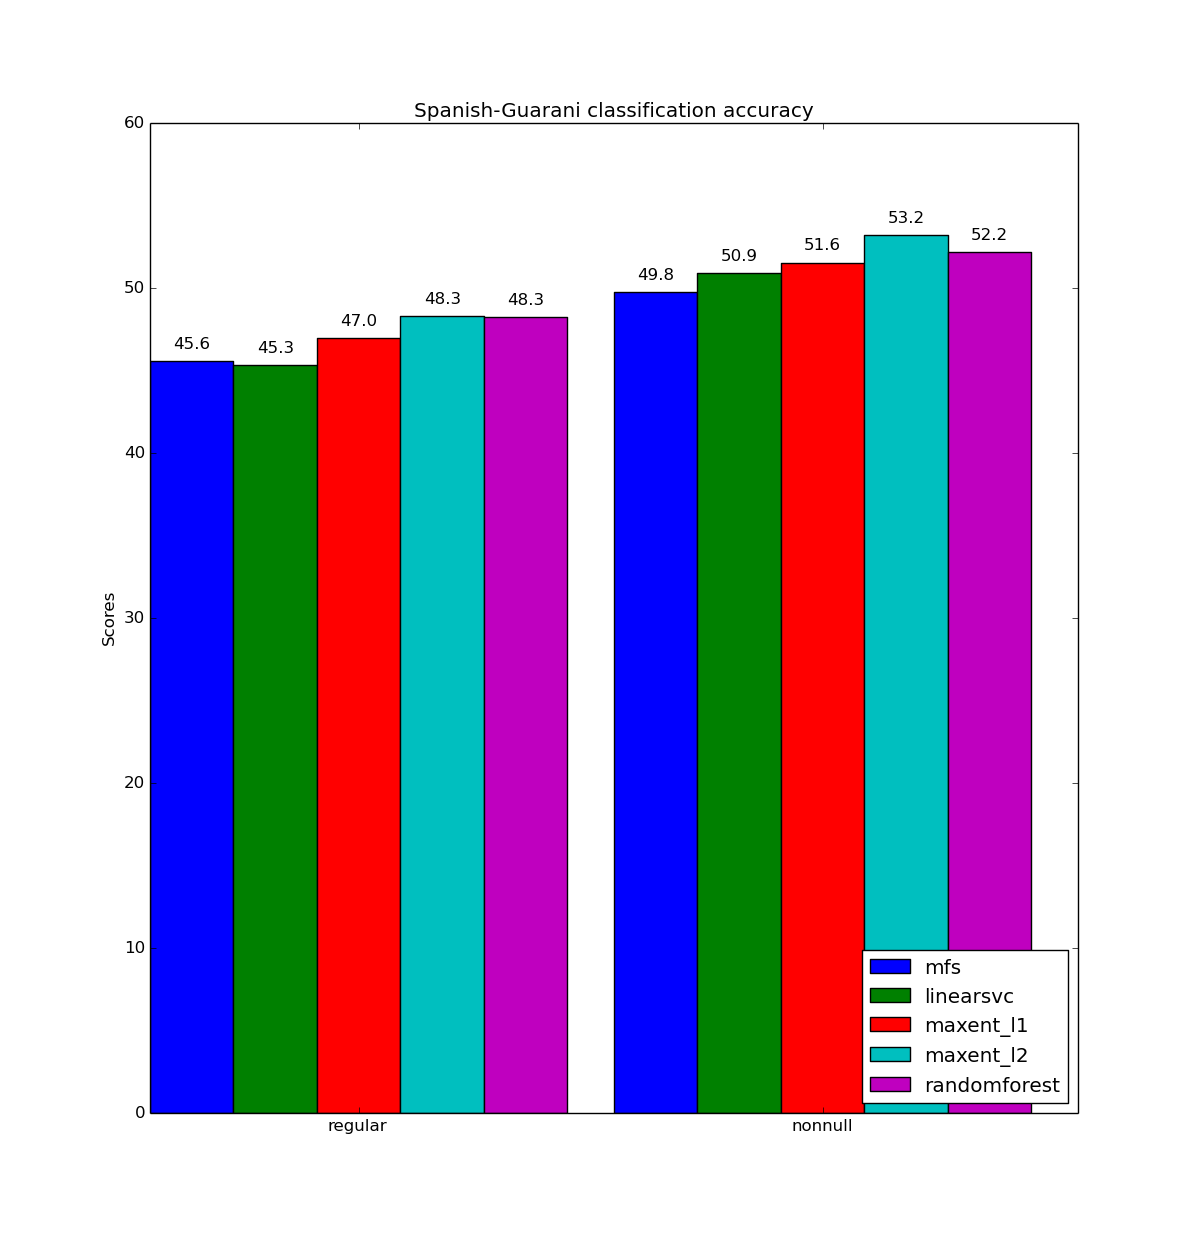 Spanish-Guarani classification accuracy
60
50
40
30
20
10
0
Scores
45.6
45.3
47.0
48.3
48.3
49.8
50.9
51.6
53.2
52.2
regular
nonnull
mfs
linearsvc
maxent_l1
maxent_l2
randomforest